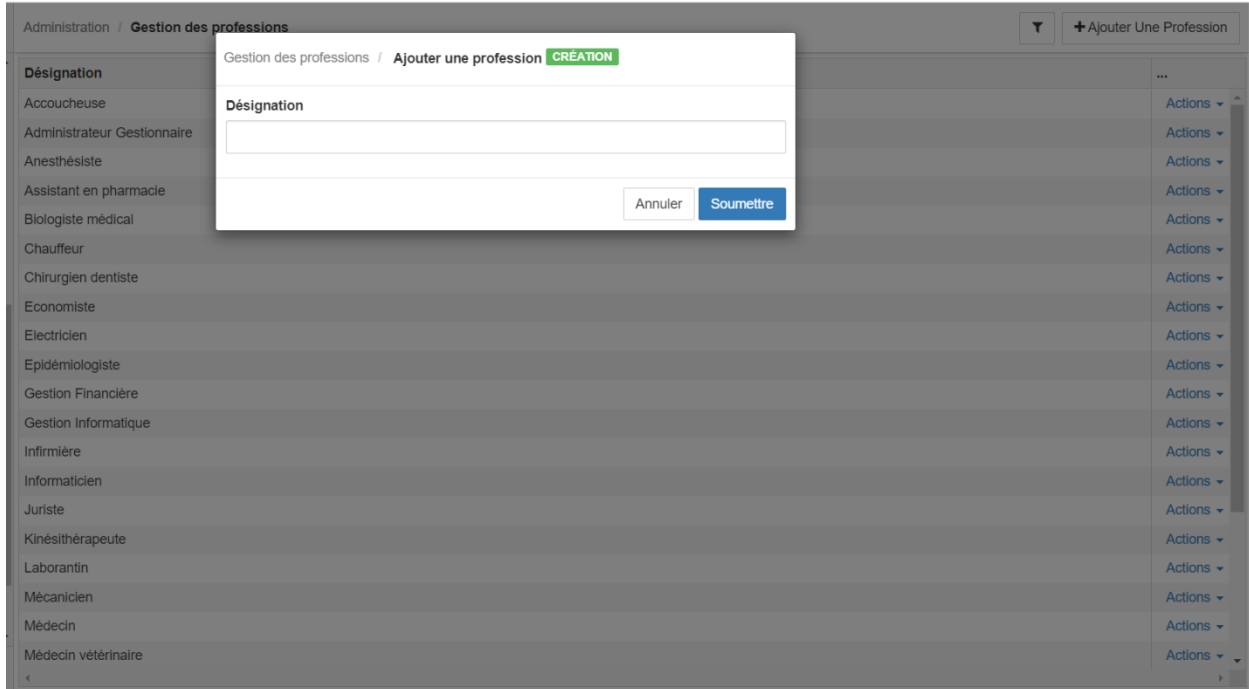 Administration / Gestion des professions
+ Ajouter Une Profession
Gestion des professions / Ajouter une profession CRÉATION
Désignation
Annuler Soumettre
Désignation ...
Accoucheuse Actions
Administrateur Gestionnaire Actions
Anesthésiste Actions
Assistant en pharmacie Actions
Biologiste médical Actions
Chauffeur Actions
Chirurgien dentiste Actions
Economiste Actions
Electricien Actions
Epidémiologiste Actions
Gestion Financière Actions
Gestion Informatique Actions
Infirmière Actions
Informaticien Actions
Juriste Actions
Kinésithérapeute Actions
Laborantin Actions
Mécanicien Actions
Médecin Actions
Médecin vétérinaire Actions